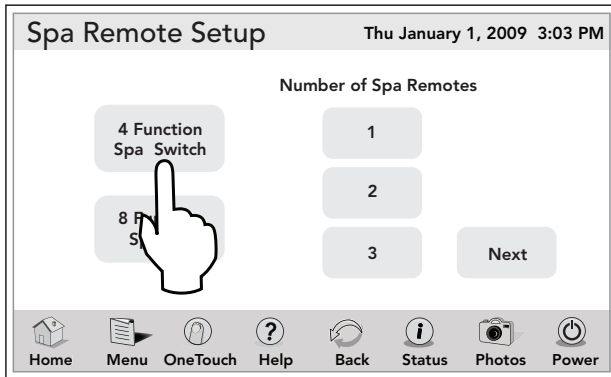 Spa Remote Setup
Thu January 1, 2009 3:03 PM
Number of Spa Remotes
4 Function
Spa Switch
8
1
2
3
Next
Home
Menu
OneTouch
Help
Back
Status
Photos
Power